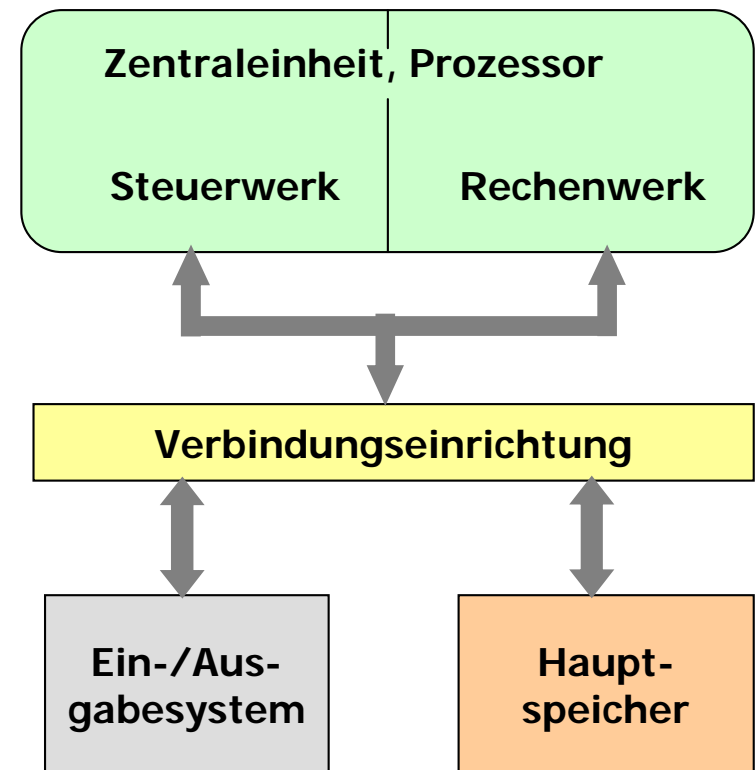 Zentraleinheit, Prozessor
Steuerwerk
Rechenwerk
Verbindungseinrichtung
Ein-/Aus-
gabesystem
Haupt-
speicher